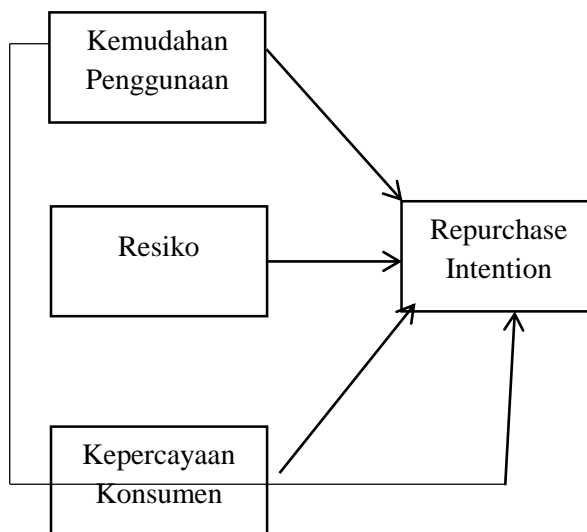 Kemudahan
Penggunaan
Resiko
Repurchase
Intention
Kepercayaan
Konsumen